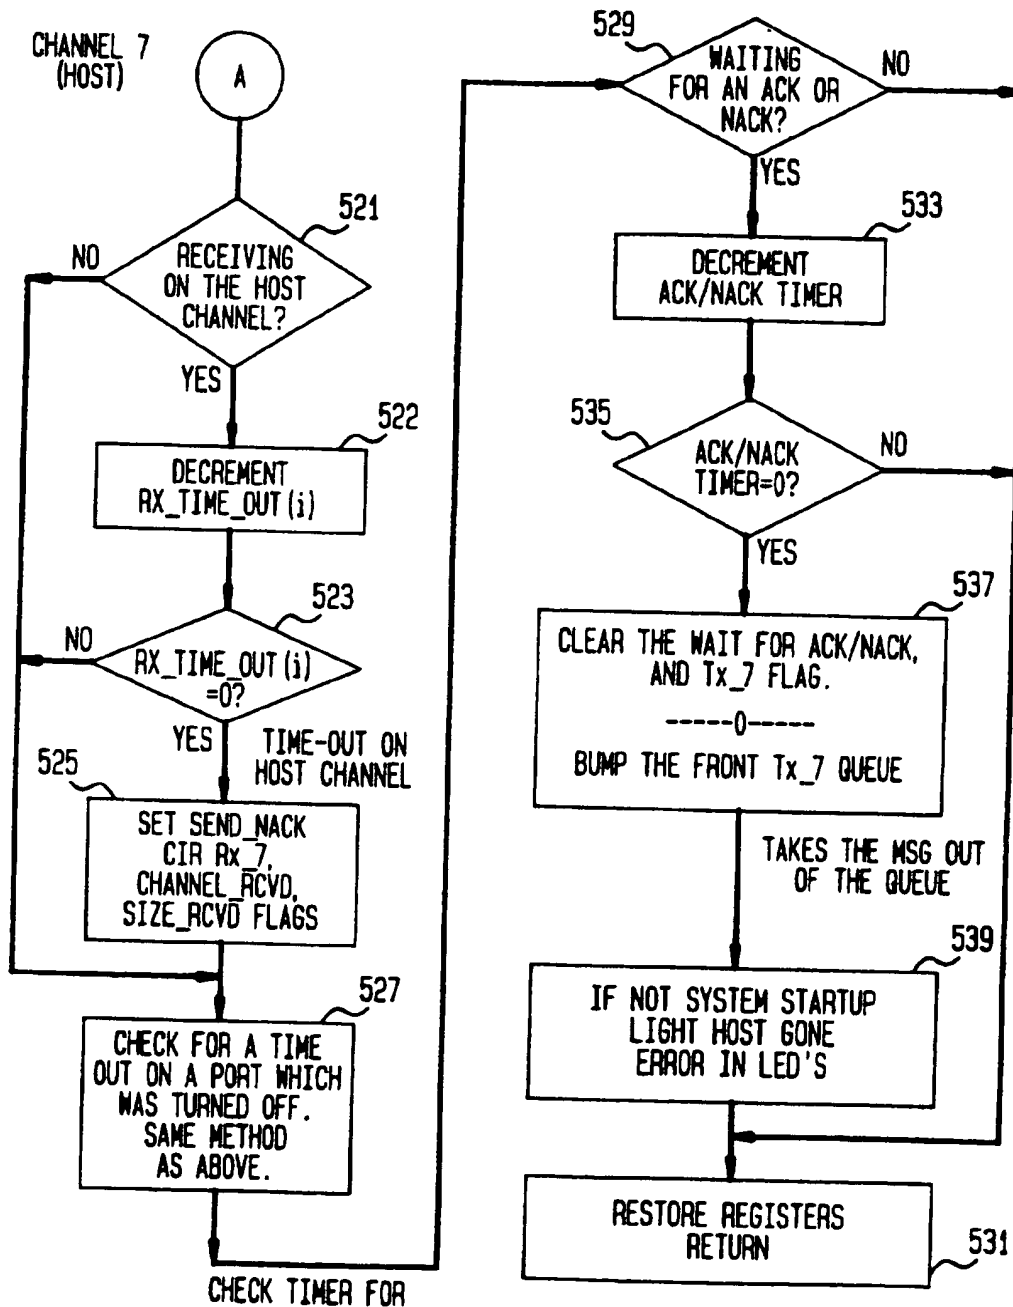 CHANNEL 7
(HOST)
A
521
NO
RECEIVING
ON THE HOST
CHANNEL?
YES
522
DECREMENT
RX_TIME_OUT(i)
523
NO
RX_TIME_OUT(i)
=0?
YES
TIME-OUT ON
HOST CHANNEL
525
SET SEND_NACK
CIR Rx_7,
CHANNEL_RCVD,
SIZE_RCVD FLAGS
527
CHECK FOR A TIME
OUT ON A PORT WHICH
WAS TURNED OFF.
SAME METHOD
AS ABOVE.
CHECK TIMER FOR
529
WAITING
FOR AN ACK OR
NACK?
NO
YES
533
DECREMENT
ACK/NACK TIMER
535
ACK/NACK
TIMER=0?
NO
YES
537
CLEAR THE WAIT FOR ACK/NACK,
AND Tx_7 FLAG.
-----0-----
BUMP THE FRONT Tx_7 QUEUE
TAKES THE MSG OUT
OF THE QUEUE
539
IF NOT SYSTEM STARTUP
LIGHT HOST GONE
ERROR IN LED'S
RESTORE REGISTERS
RETURN
531